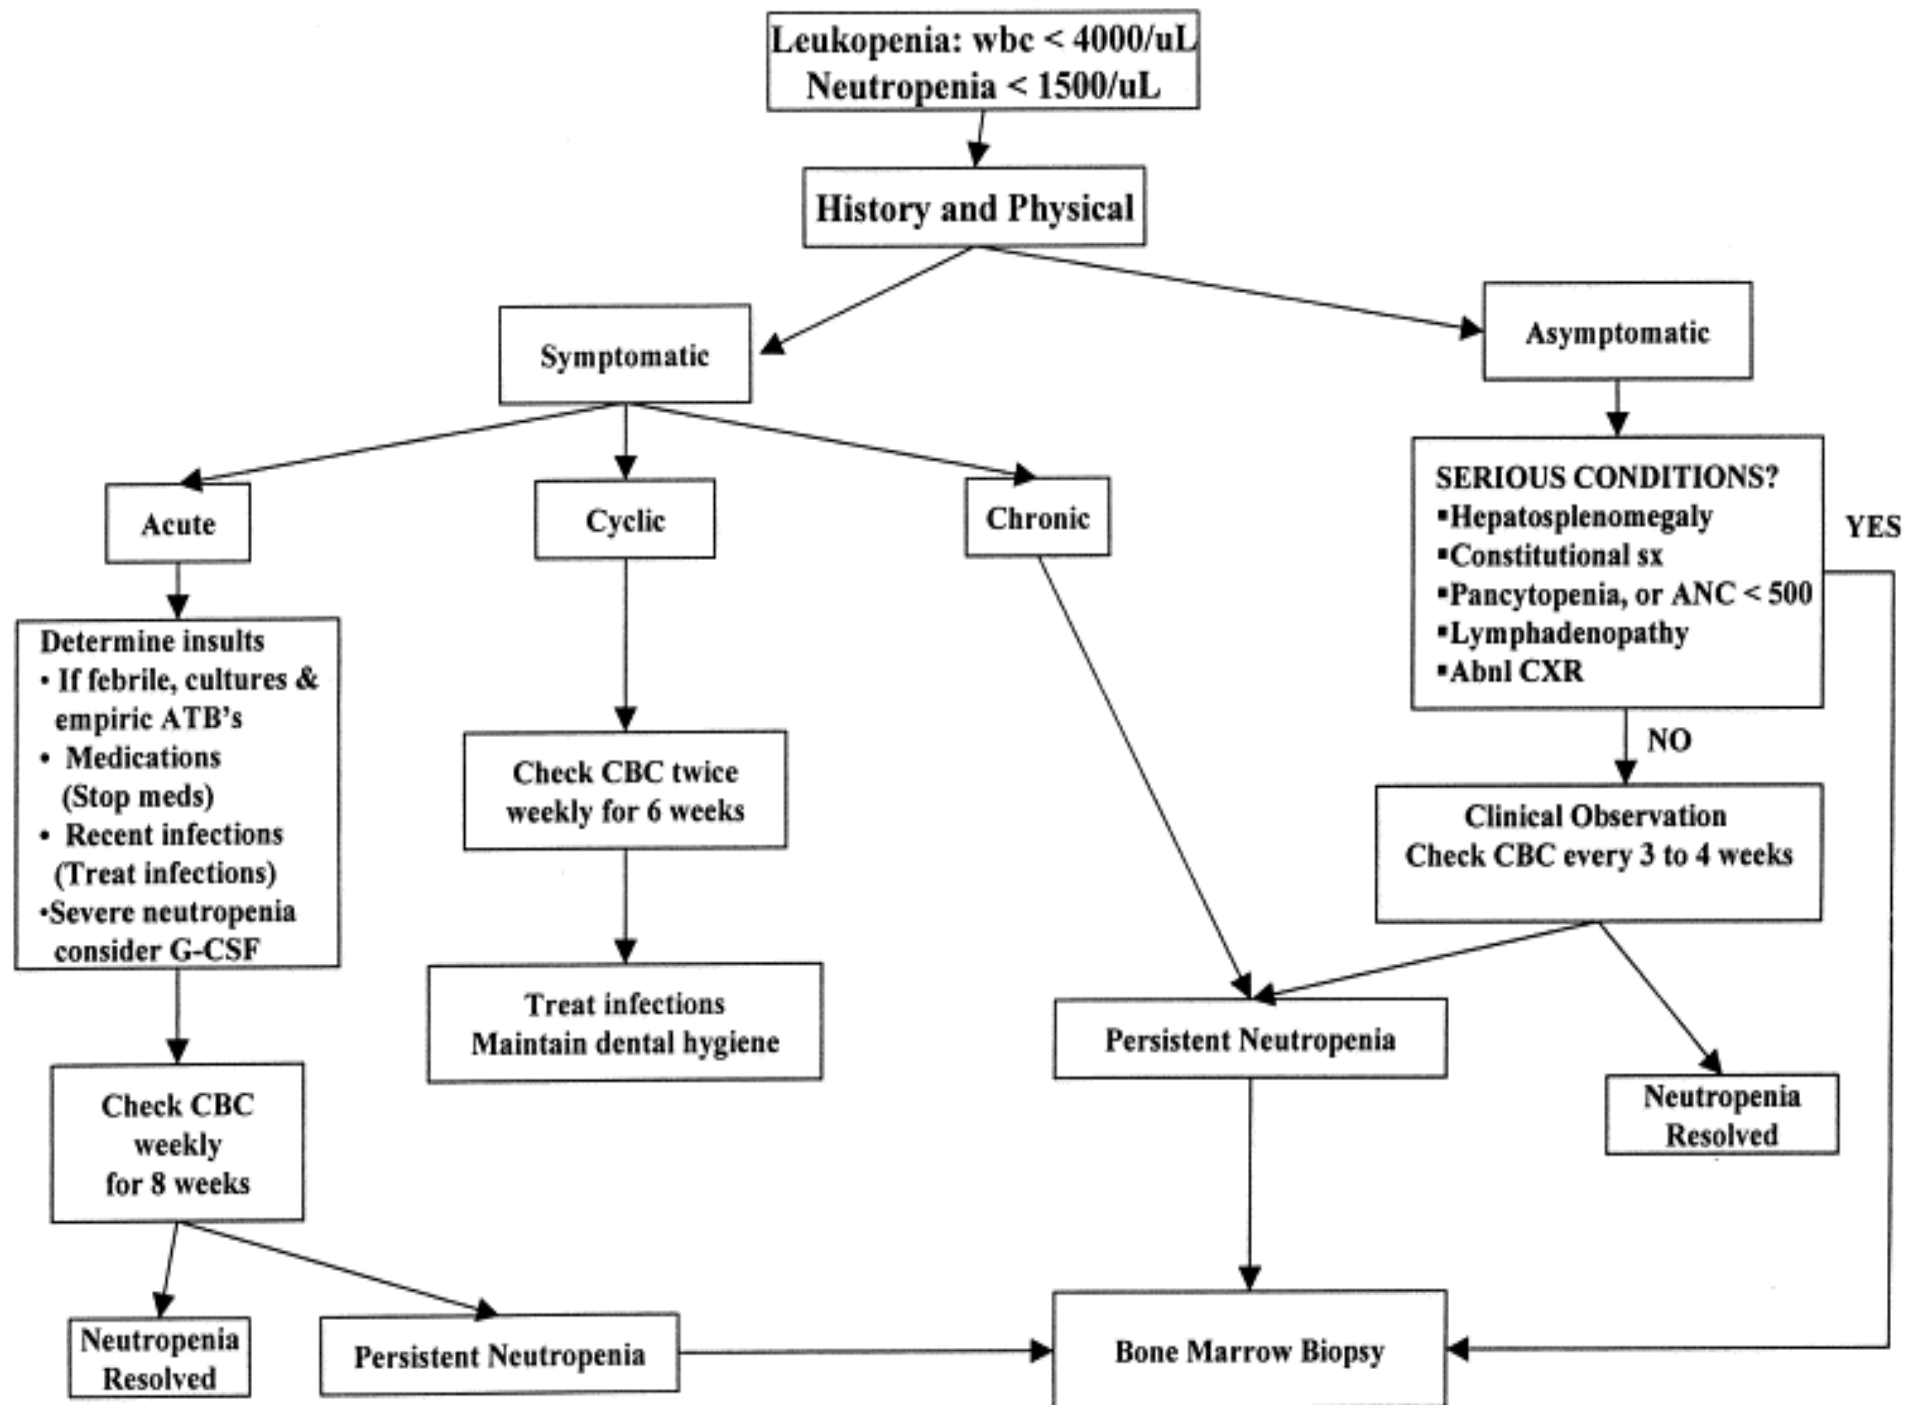 Leukopenia: wbc < 4000/uL
Neutropenia < 1500/uL
History and Physical
Symptomatic
Asymptomatic
Acute
Cyclic
Chronic
SERIOUS CONDITIONS?
▪Hepatosplenomegaly
▪Constitutional sx
▪Pancytopenia, or ANC < 500
▪Lymphadenopathy
▪Abnl CXR
YES
NO
Determine insults
• If febrile, cultures &
empiric ATB's
• Medications
(Stop meds)
• Recent infections
(Treat infections)
•Severe neutropenia
consider G-CSF
Check CBC twice
weekly for 6 weeks
Clinical Observation
Check CBC every 3 to 4 weeks
Treat infections
Maintain dental hygiene
Persistent Neutropenia
Neutropenia
Resolved
Check CBC
weekly
for 8 weeks
Neutropenia
Resolved
Persistent Neutropenia
Bone Marrow Biopsy